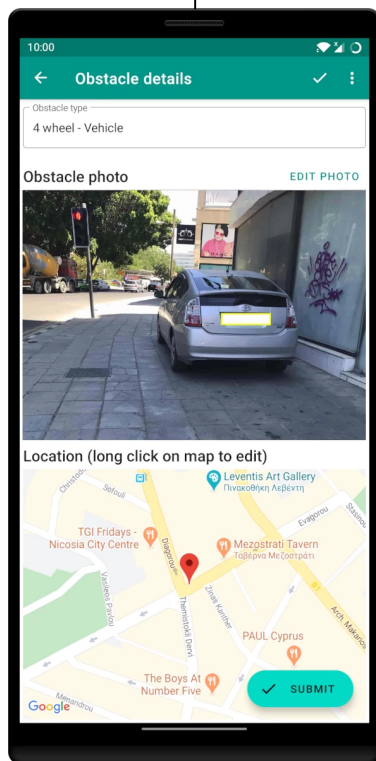 10:00
Obstacle details
Obstacle type
4 wheel - Vehicle
Obstacle photo
EDIT PHOTO
Location (long click on map to edit)
Christodoulou
Sofouli
Leventis Art Gallery
Πινακοθήκη Λεβέντη
Stasinou
Evagorou
TGI Fridays -
Nicosia City Centre
Diagorou
Mezostrati Tavern
Ταβέρνα Μεζοστράτι
Vasileos Pavlou
Themistokli Dervi
Zinas Kanther
Arch. Makariou
PAUL Cyprus
The Boys At
Number Five
SUBMIT
Menandrou
Google